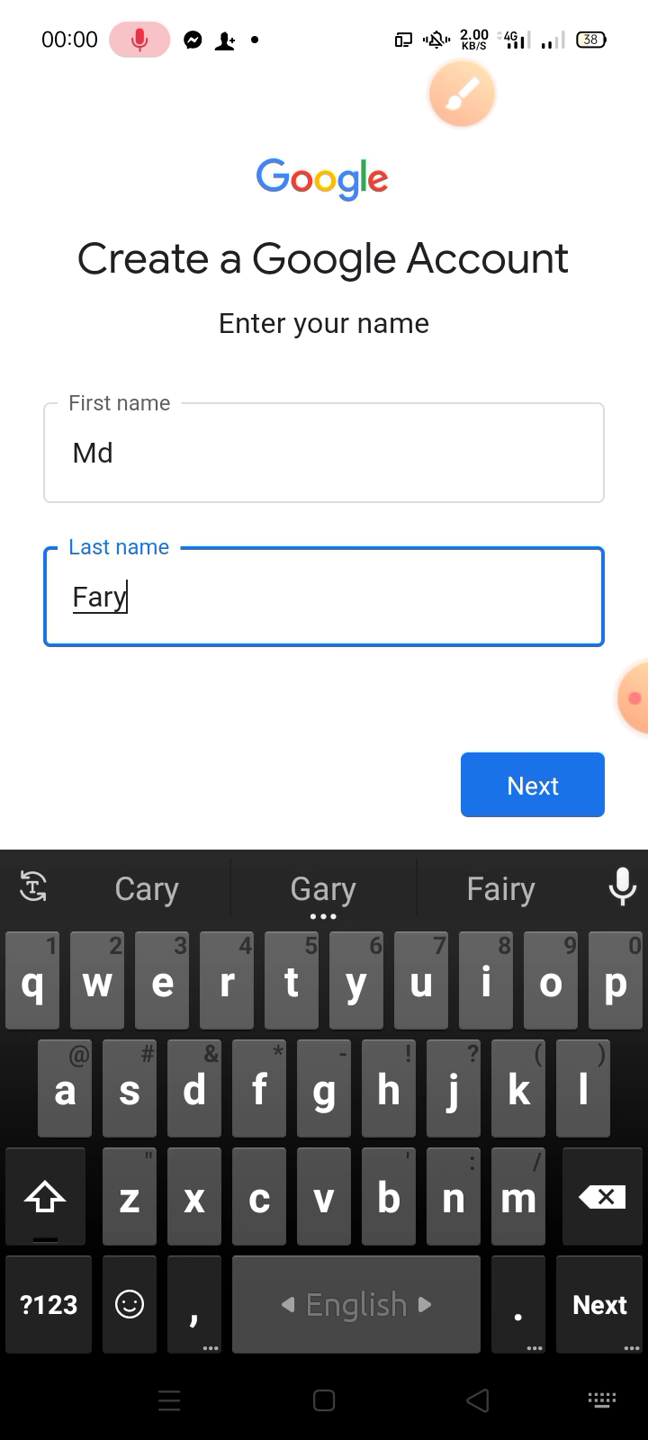 00:00 2.00 KB/S 4G 38
Google
Create a Google Account
Enter your name
First name
Md
Last name
Fary
Next
Cary Gary Fairy
1 2 3 4 5 6 7 8 9 0
q w e r t y u i o p
@ # & * - ! ? ( )
a s d f g h j k l
" ' : /
z x c v b n m
?123 , English . Next